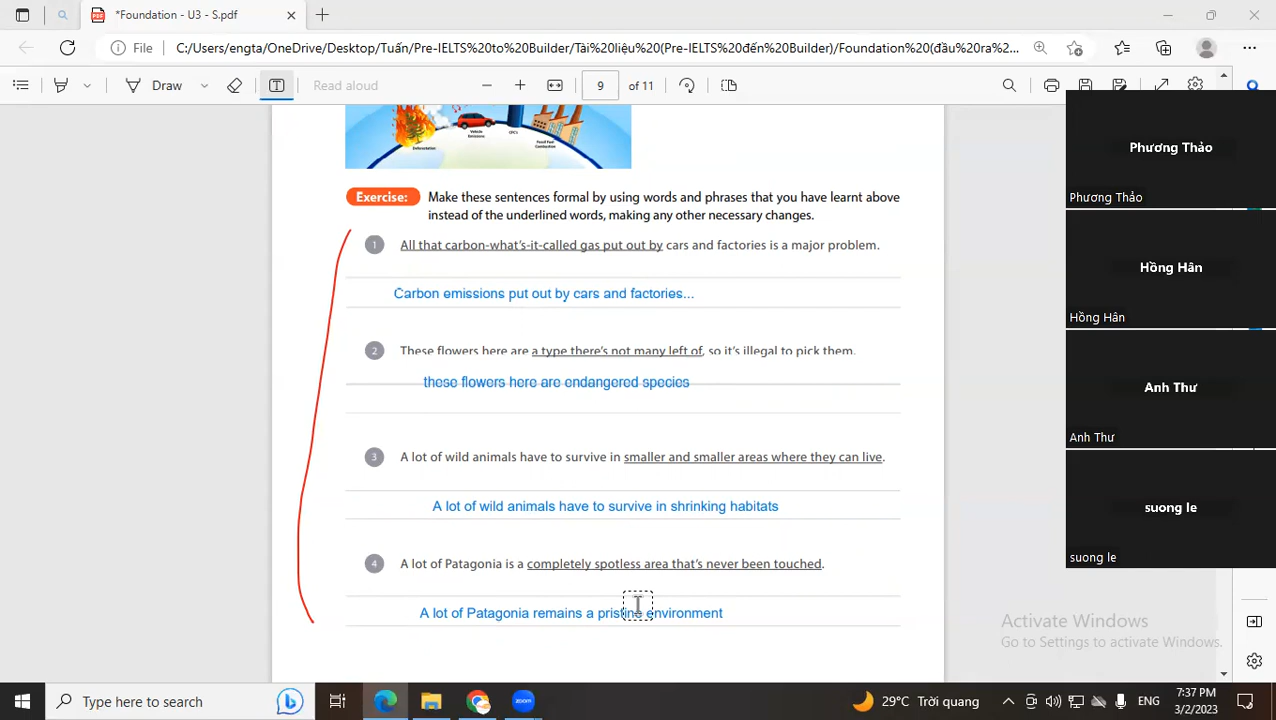 *Foundation - U3 - S.pdf
File
C:/Users/engta/OneDrive/Desktop/Tuấn/Pre-IELTS%20to%20Builder/Tài liệu%20(Pre-IELTS%20đến%20Builder)/Foundation%20(đầu%20ra%2...
Draw
Read aloud
9 of 11
Deforestation
Vehicle Emissions
CFC's
Fossil Fuel Combustion
Exercise: Make these sentences formal by using words and phrases that you have learnt above
instead of the underlined words, making any other necessary changes.
1 All that carbon-what's-it-called gas put out by cars and factories is a major problem.
Carbon emissions put out by cars and factories...
2 These flowers here are a type there's not many left of, so it's illegal to pick them.
these flowers here are endangered species
3 A lot of wild animals have to survive in smaller and smaller areas where they can live.
A lot of wild animals have to survive in shrinking habitats
4 A lot of Patagonia is a completely spotless area that's never been touched.
A lot of Patagonia remains a pristine environment
Phương Thảo
Phương Thảo
Hồng Hân
Hồng Hân
Anh Thư
Anh Thư
suong le
suong le
Activate Windows
Go to Settings to activate Windows.
Type here to search
zoom
29°C Trời quang
ENG
7:37 PM
3/2/2023